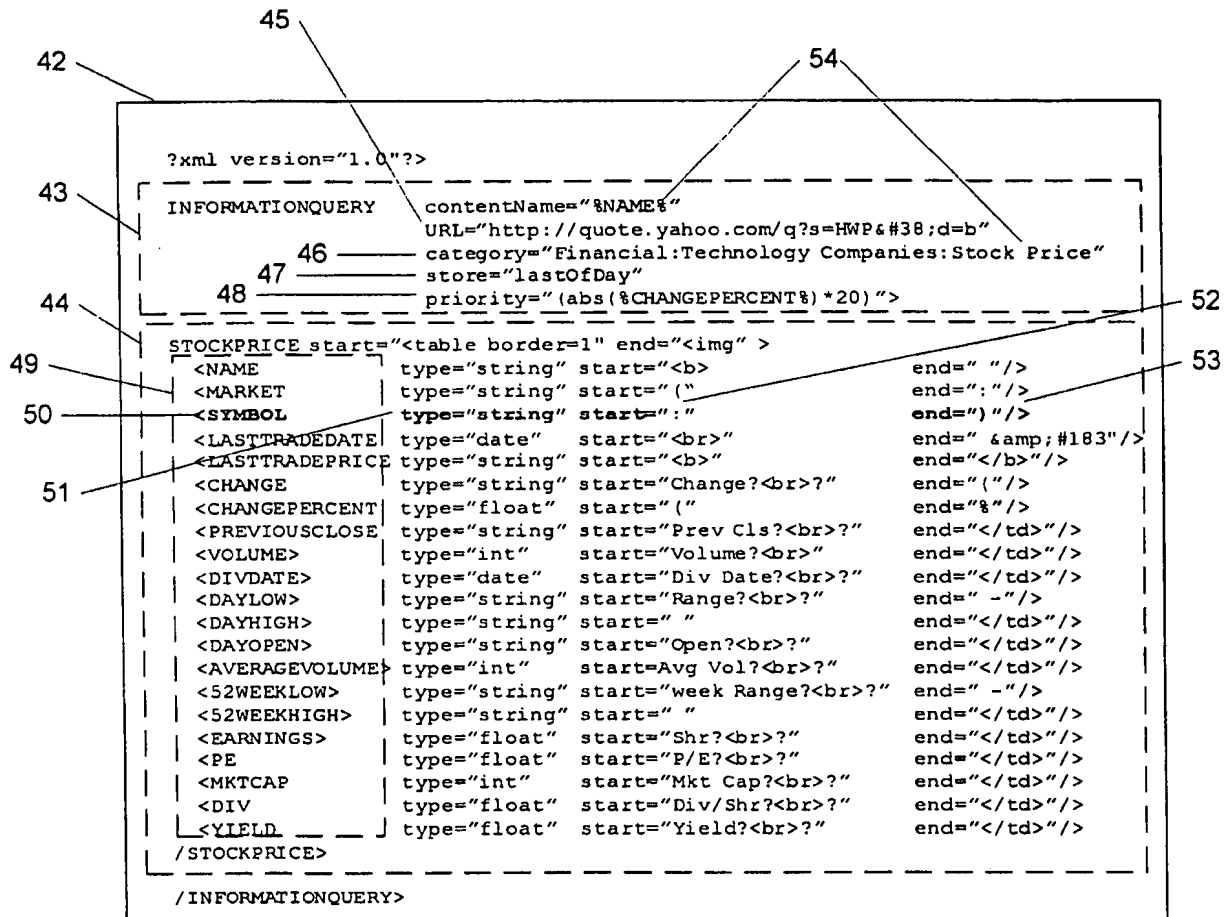 45
42
54
?xml version="1.0"?>
43
INFORMATIONQUERY contentName="%NAME%"
URL="http://quote.yahoo.com/q?s=HWP&#38;d=b"
46 category="Financial:Technology Companies:Stock Price"
47 store="lastOfDay"
48 priority="(abs(%CHANGEPERCENT%)*20)">
44
52
STOCKPRICE start="<table border=1" end="<img" >
49 <NAME type="string" start="<b> end=" "/>
53
<MARKET type="string" start="(" end=":"/>
50 <SYMBOL type="string" start=":" end=")"/>
<LASTTRADEDATE type="date" start="<br>" end=" &amp;#183"/>
<LASTTRADEPRICE type="string" start="<b>" end="</b>"/>
51 <CHANGE type="string" start="Change?<br>?" end="("/>
<CHANGEPERCENT type="float" start="(" end="%"/>
<PREVIOUSCLOSE type="string" start="Prev Cls?<br>?" end="</td>"/>
<VOLUME> type="int" start="Volume?<br>" end="</td>"/>
<DIVDATE> type="date" start="Div Date?<br>?" end="</td>"/>
<DAYLOW> type="string" start="Range?<br>?" end=" -"/>
<DAYHIGH> type="string" start=" " end="</td>"/>
<DAYOPEN> type="string" start="Open?<br>?" end="</td>"/>
<AVERAGEVOLUME> type="int" start=Avg Vol?<br>?" end="</td>"/>
<52WEEKLOW> type="string" start="week Range?<br>?" end=" -"/>
<52WEEKHIGH> type="string" start=" " end="</td>"/>
<EARNINGS> type="float" start="Shr?<br>?" end="</td>"/>
<PE type="float" start="P/E?<br>?" end="</td>"/>
<MKTCAP type="int" start="Mkt Cap?<br>?" end="</td>"/>
<DIV type="float" start="Div/Shr?<br>?" end="</td>"/>
<YIELD type="float" start="Yield?<br>?" end="</td>"/>
/STOCKPRICE>
/INFORMATIONQUERY>